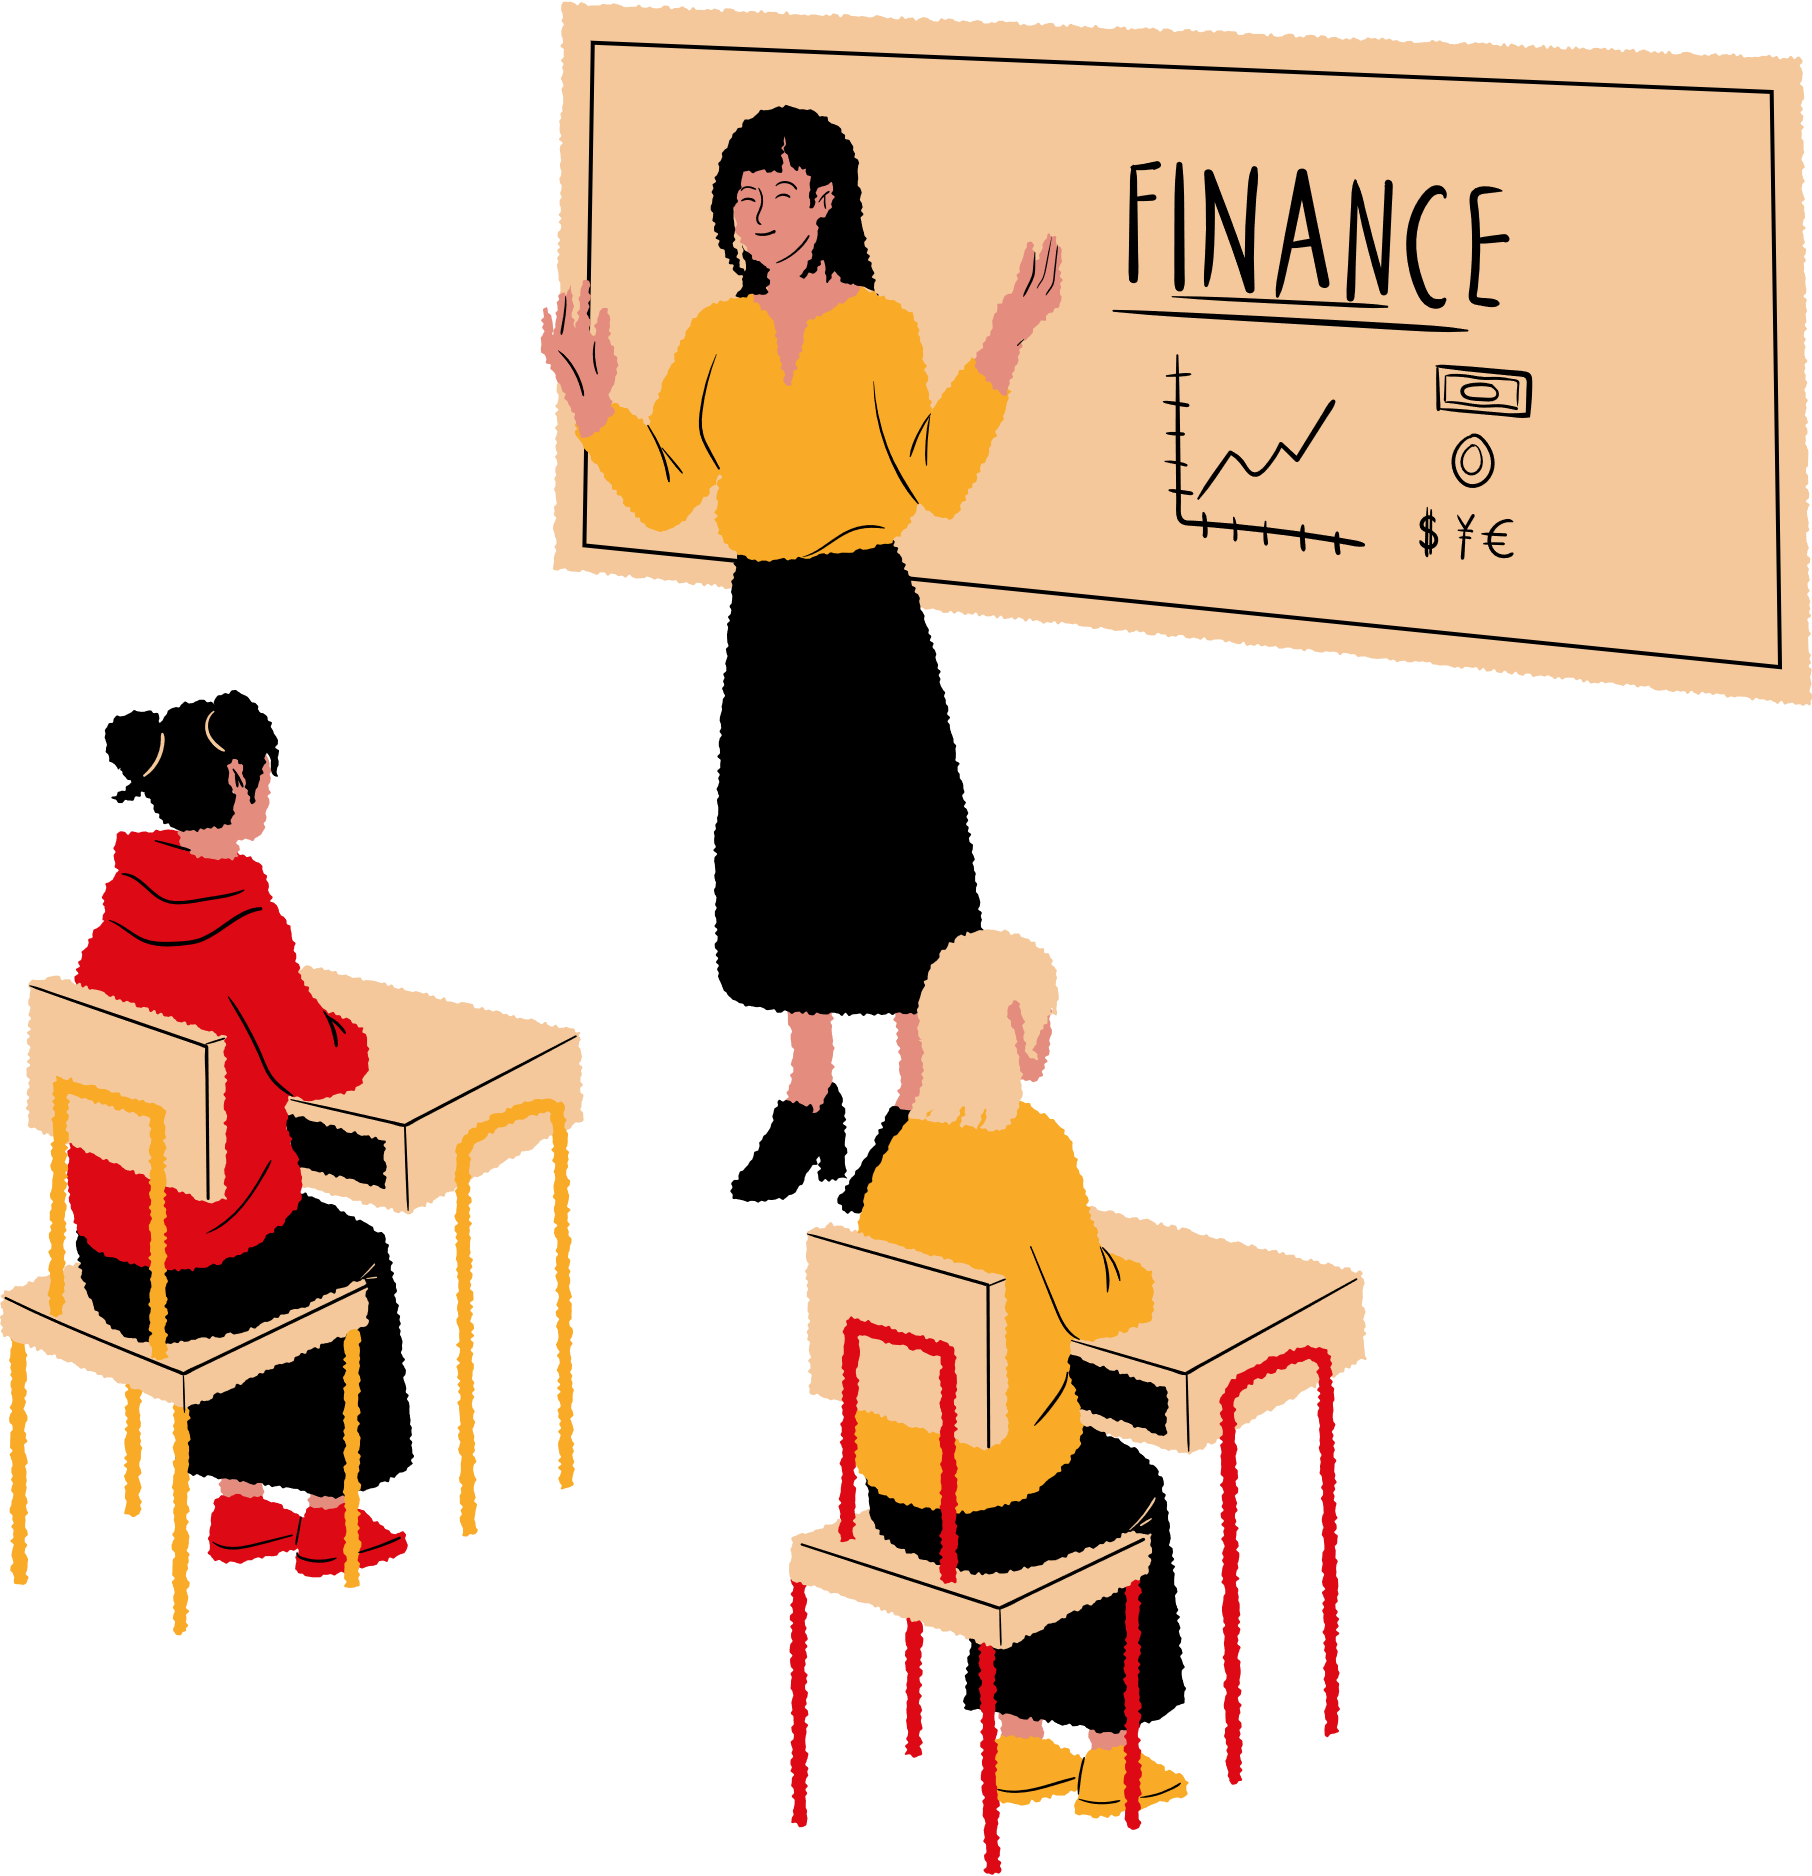 FINANCE
$ ¥ €